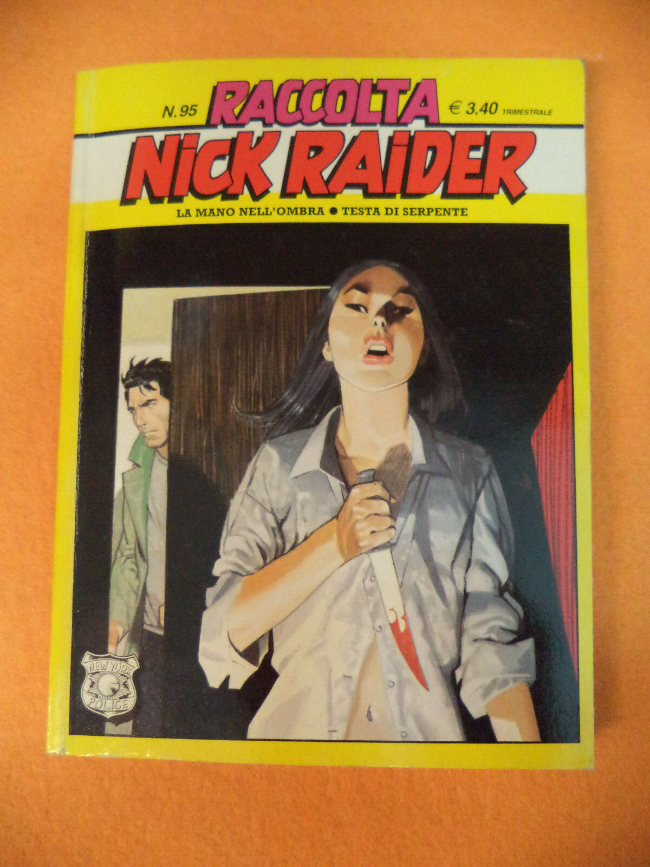 N.95 RACCOLTA € 3,40 TRIMESTRALE
NICK RAIDER
LA MANO NELL'OMBRA • TESTA DI SERPENTE
NEW YORK
POLICE